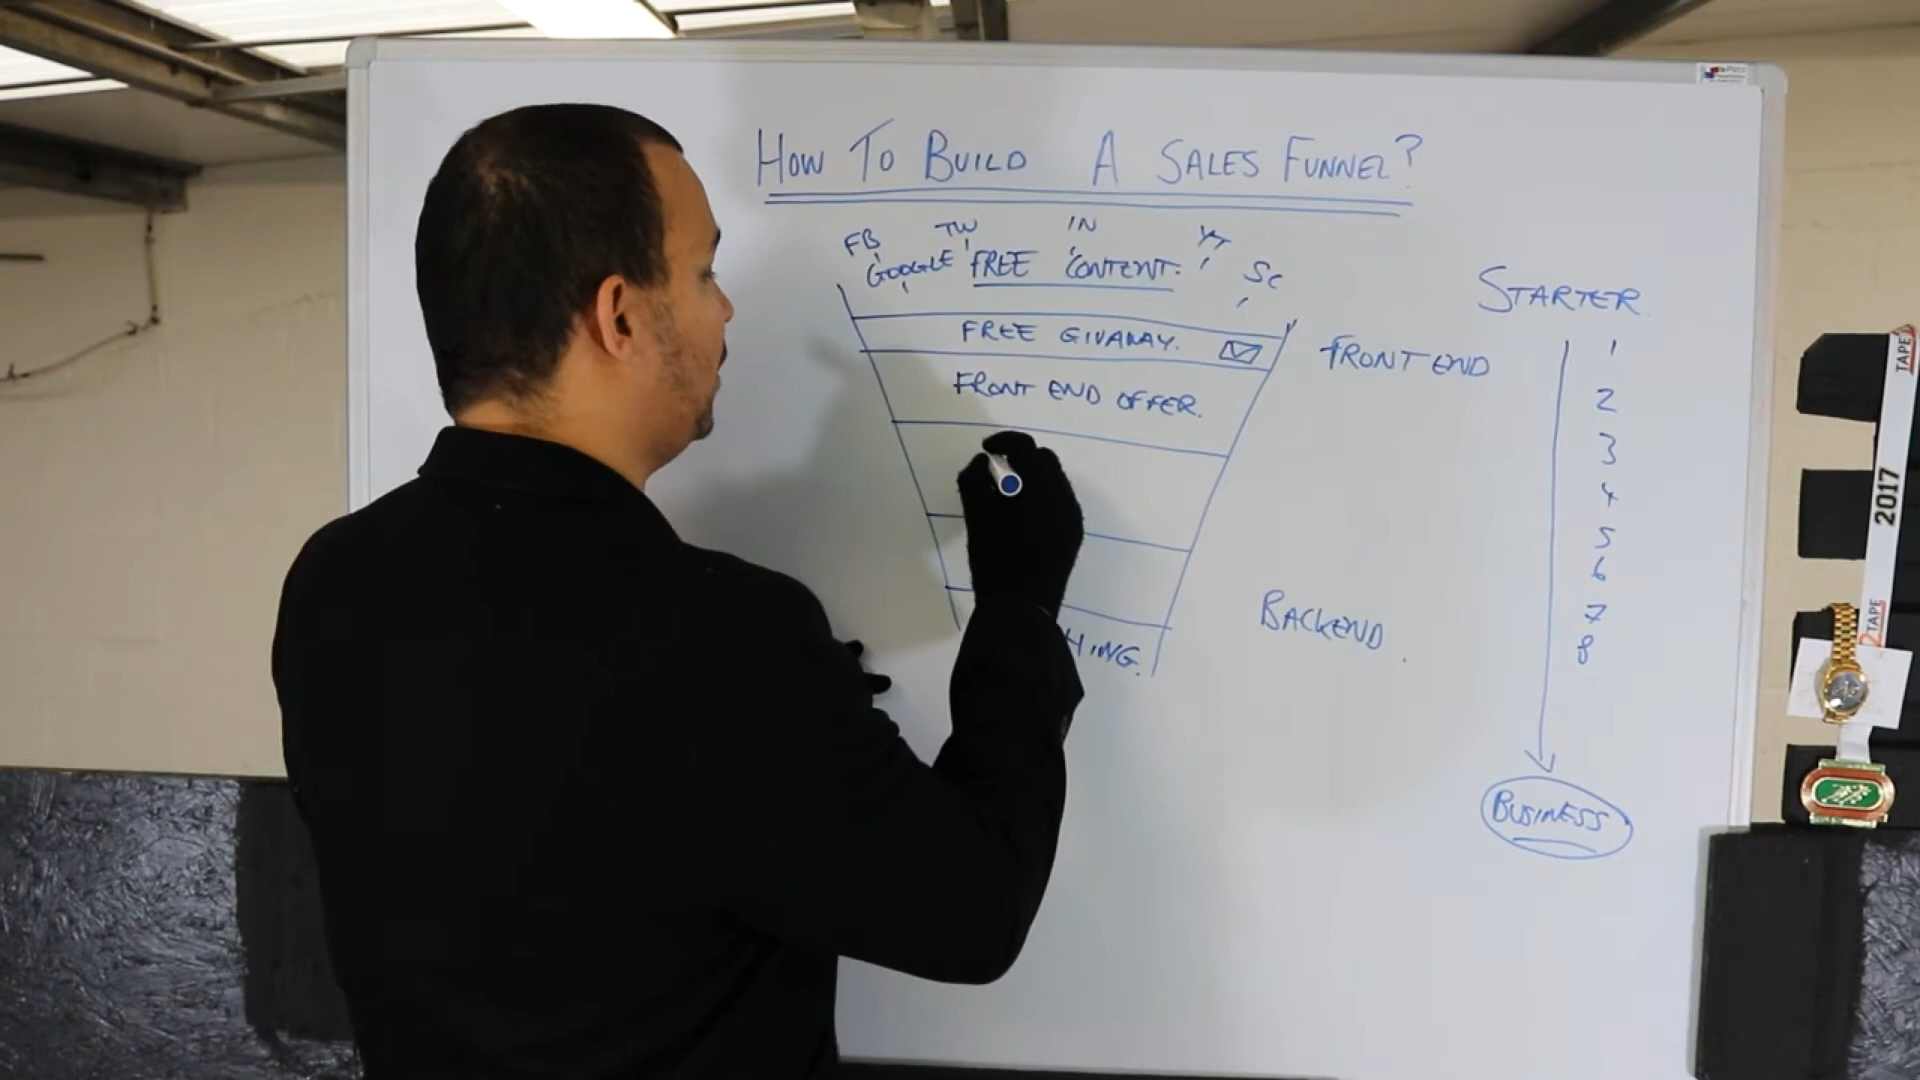 HOW TO BUILD A SALES FUNNEL?
FB TW IN YT SC
GOOGLE FREE CONTENT.
FREE GIVAWAY.
FRONT END OFFER.
HING.
FRONT END
BACKEND.
STARTER
1
2
3
4
5
6
7
8
BUSINESS
TAPE
2017
TAPE